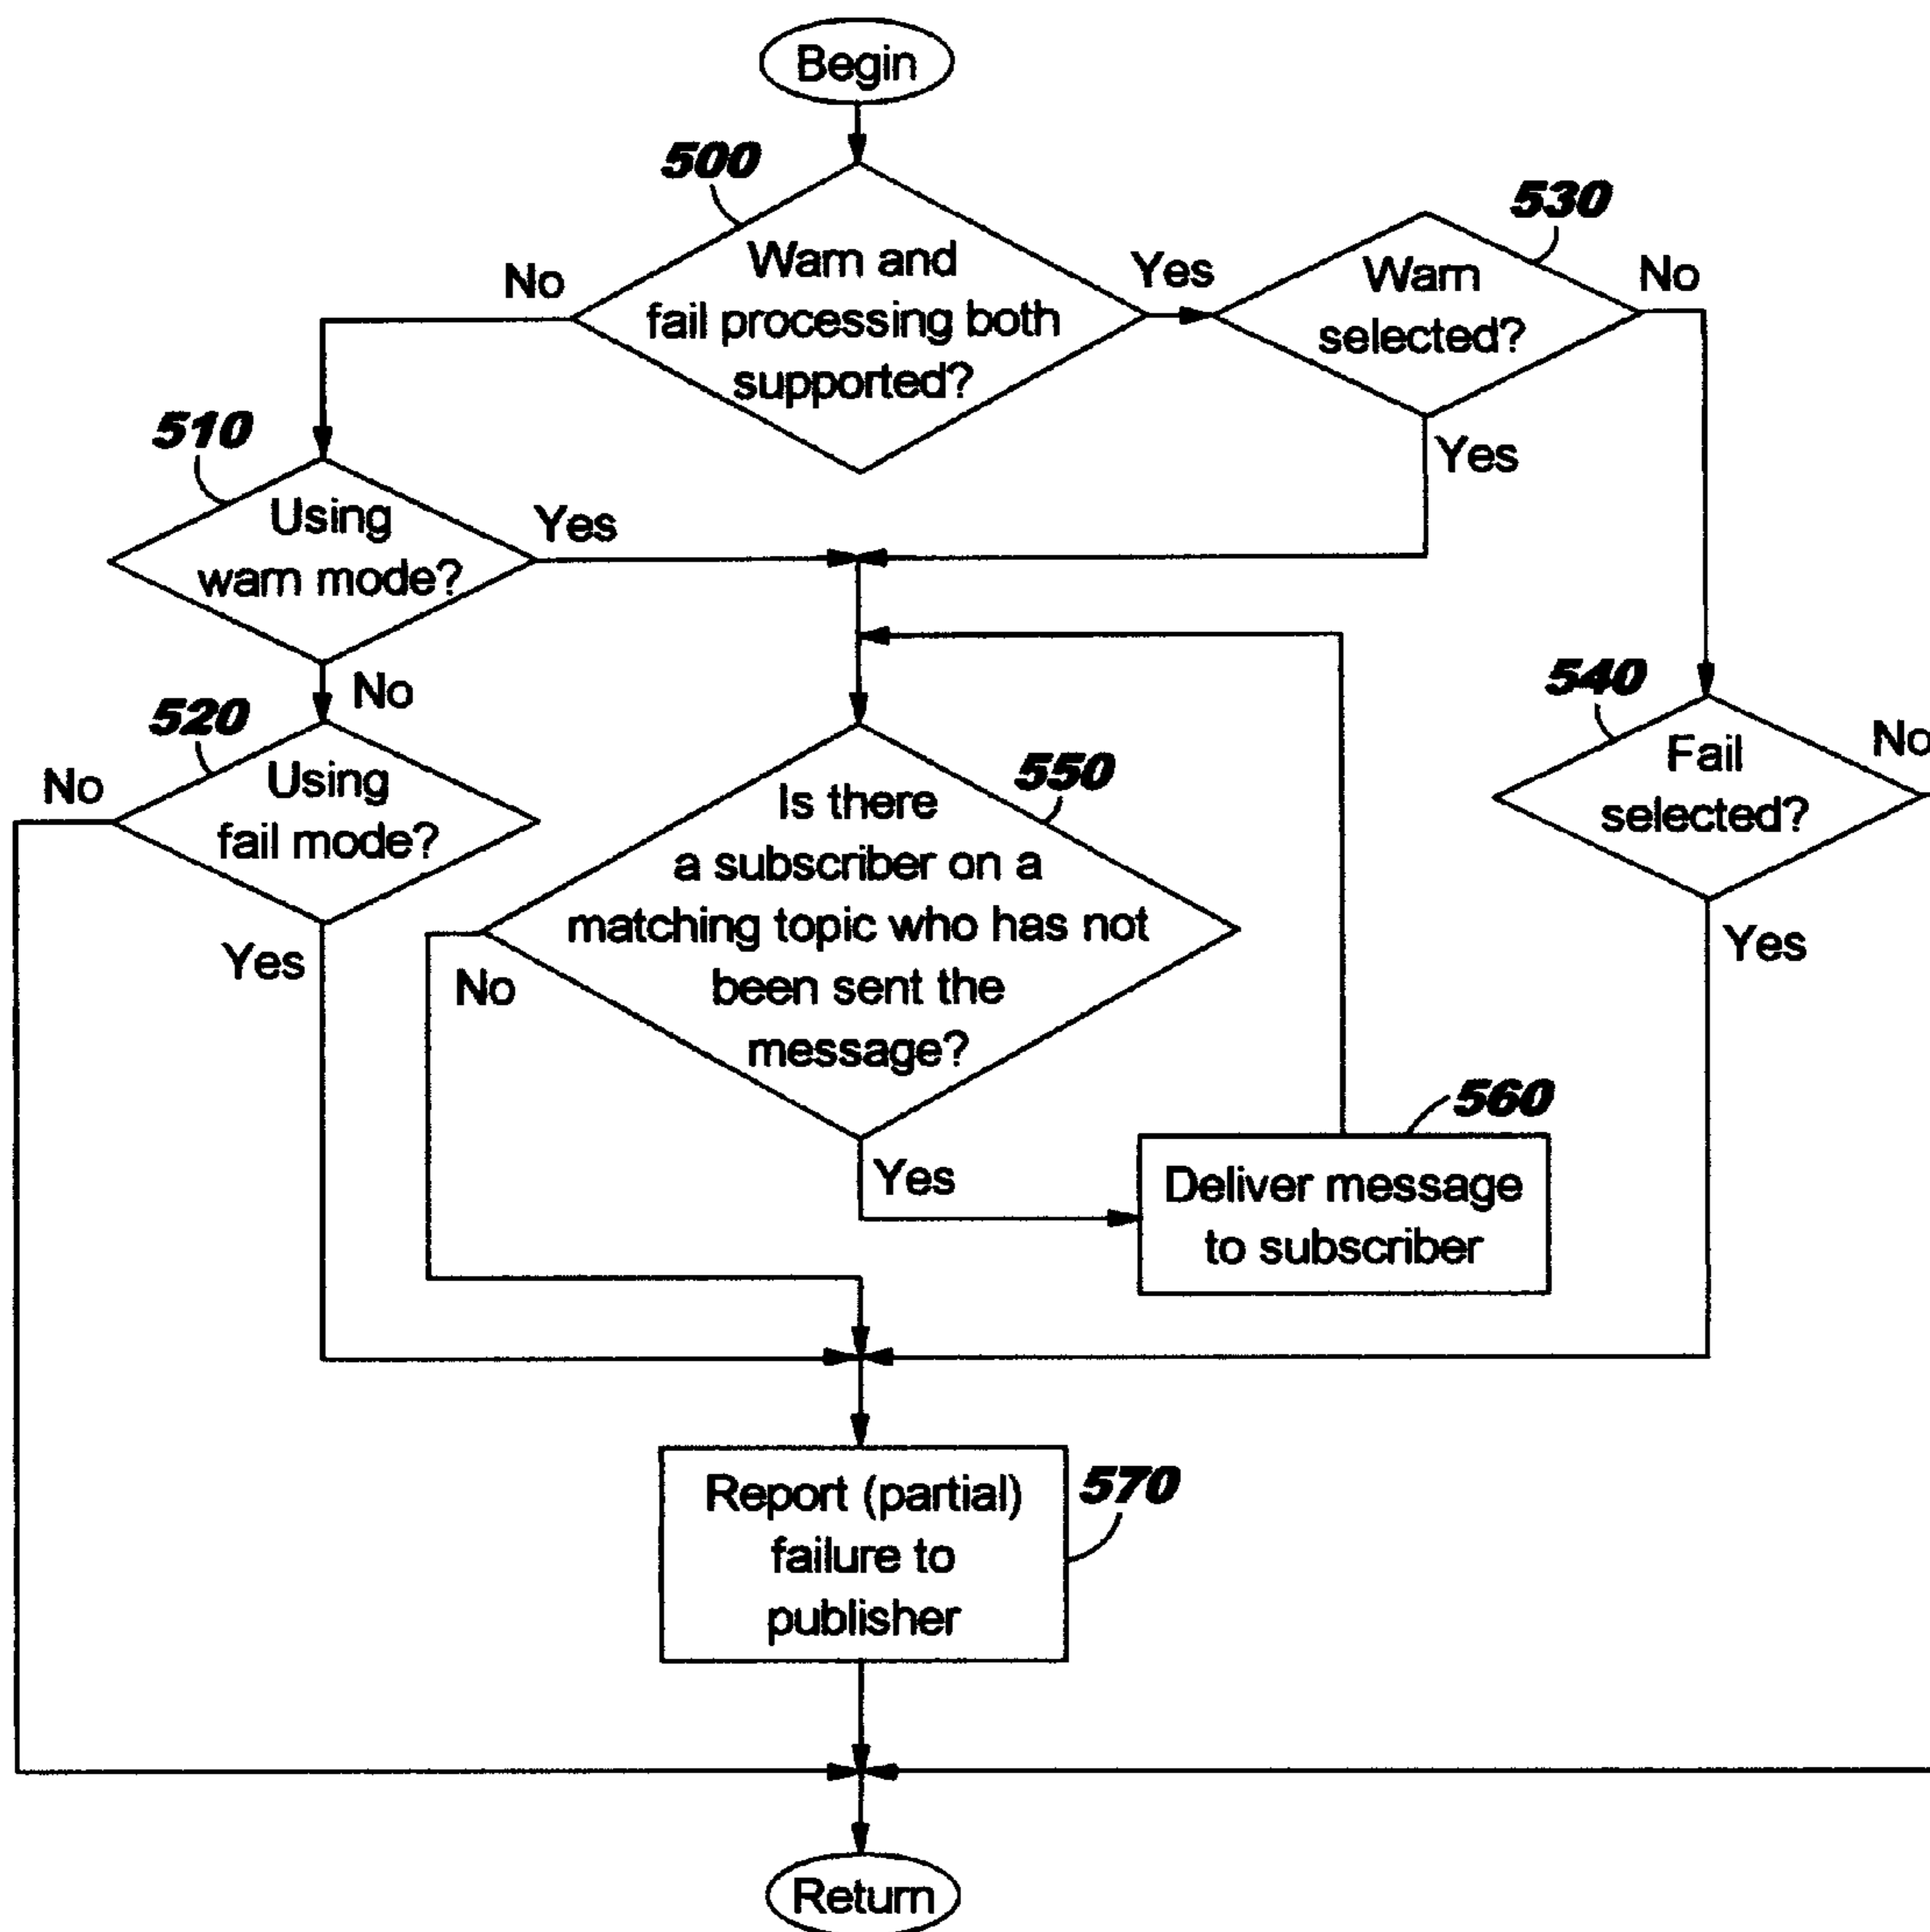 Begin
500
Warn and
fail processing both
supported?
No
Yes
530
Warn
selected?
No
Yes
510
Using
warn mode?
Yes
No
520
Using
fail mode?
No
Yes
550
Is there
a subscriber on a
matching topic who has not
been sent the
message?
No
Yes
540
Fail
selected?
No
Yes
560
Deliver message
to subscriber
Report (partial)
failure to
publisher
570
Return